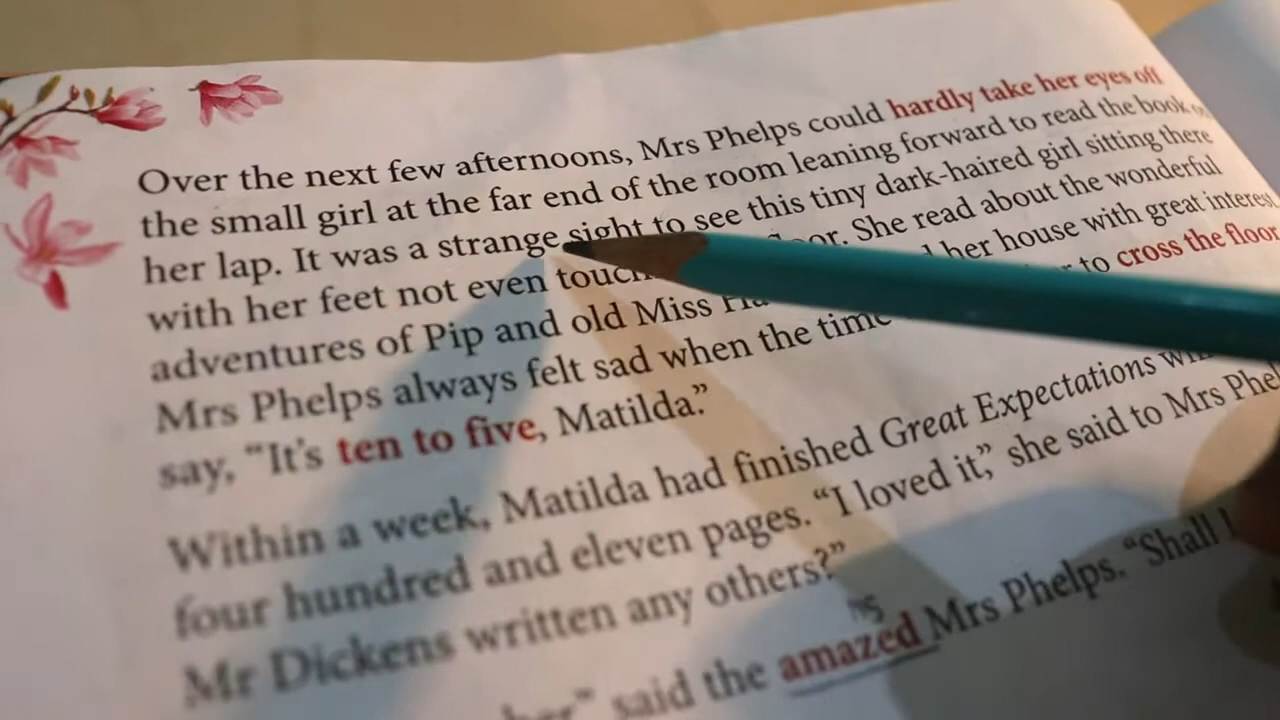 Over the next few afternoons, Mrs Phelps could hardly take her eyes off
the small girl at the far end of the room leaning forward to read the book
her lap. It was a strange sight to see this tiny dark-haired girl sitting there
with her feet not even floor. She read about the wonderful
adventures of Pip and old Miss her house with great interest
Mrs Phelps always felt sad when the time to cross the floor
say, “It’s ten to five, Matilda.”
Within a week, Matilda had finished Great Expectations
four hundred and eleven pages. “I loved it,” she said to Mrs
Mr Dickens written any others?”
said the amazed Mrs Phelps. “Shall I